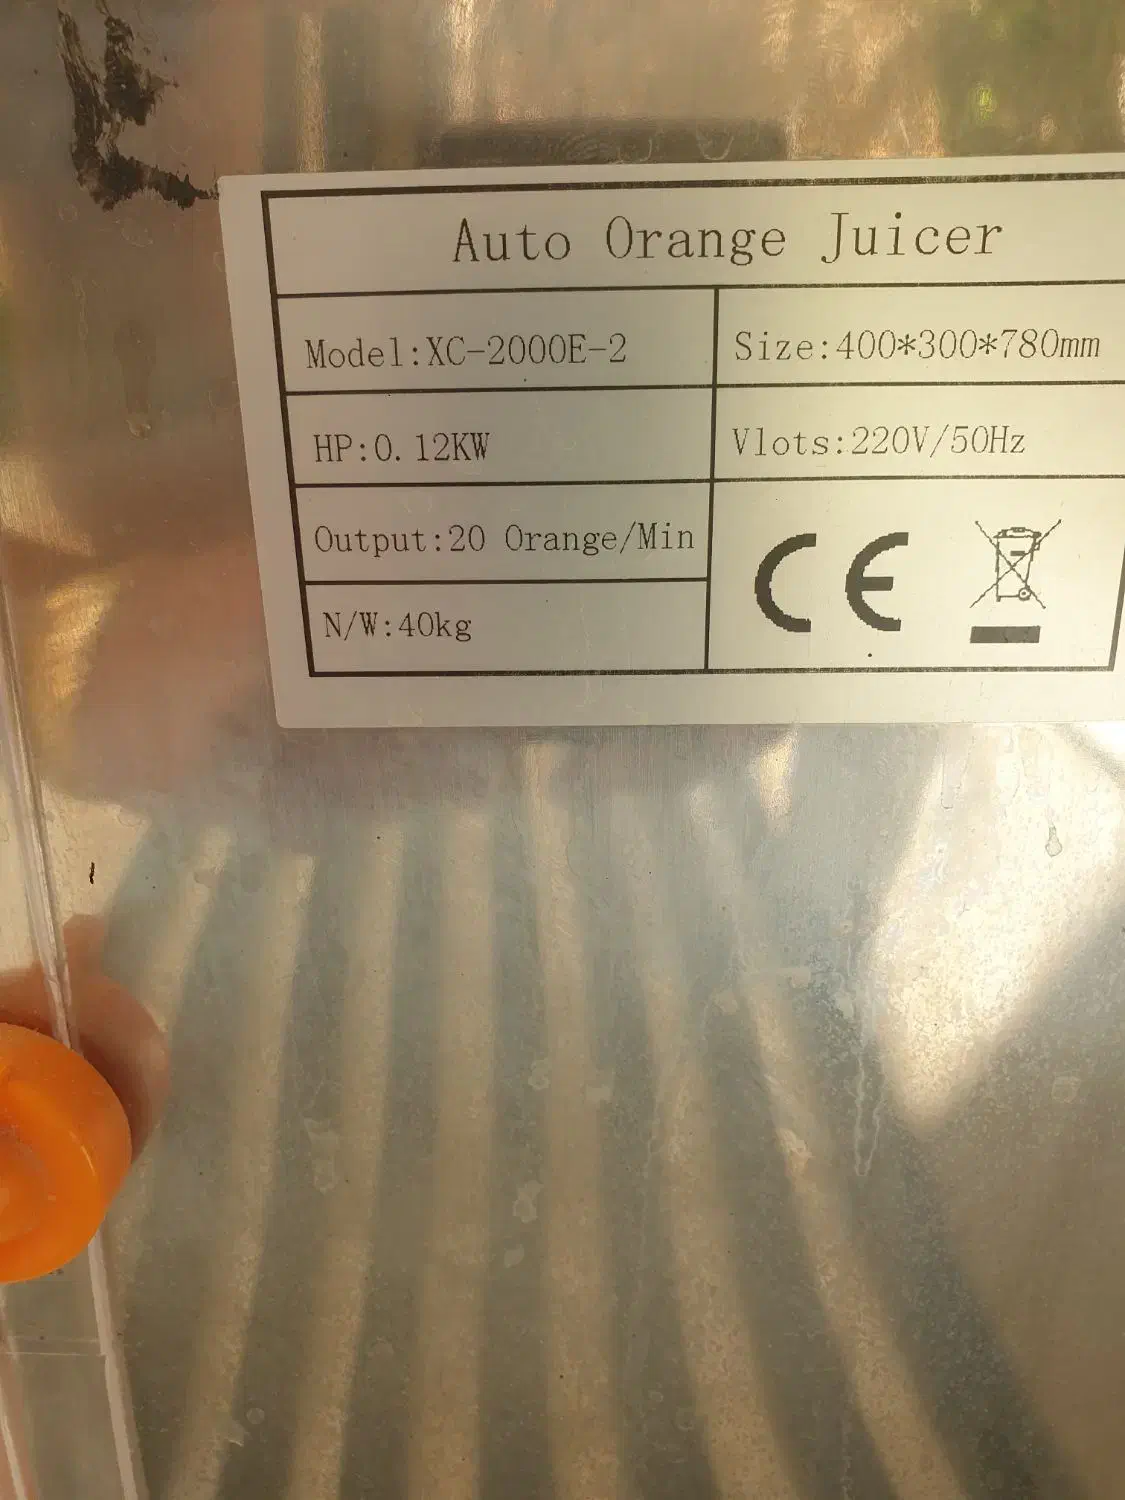 Auto Orange Juicer
Model:XC-2000E-2
Size:400*300*780mm
HP:0.12KW
Vlots:220V/50Hz
Output:20 Orange/Min
N/W:40kg
CE